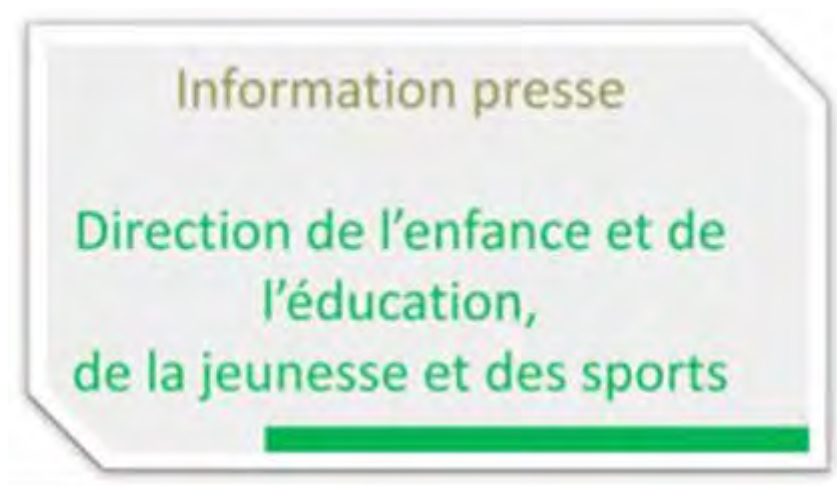 Information presse
Direction de l’enfance et de
l’éducation,
de la jeunesse et des sports